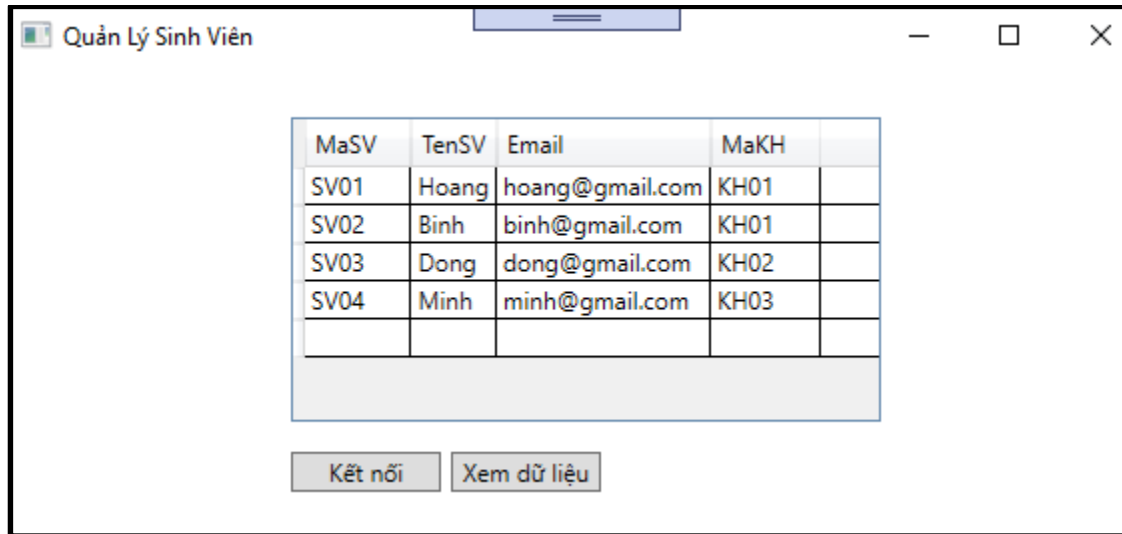 Quản Lý Sinh Viên
MaSV TenSV Email MaKH
SV01 Hoang hoang@gmail.com KH01
SV02 Binh binh@gmail.com KH01
SV03 Dong dong@gmail.com KH02
SV04 Minh minh@gmail.com KH03
Kết nối Xem dữ liệu